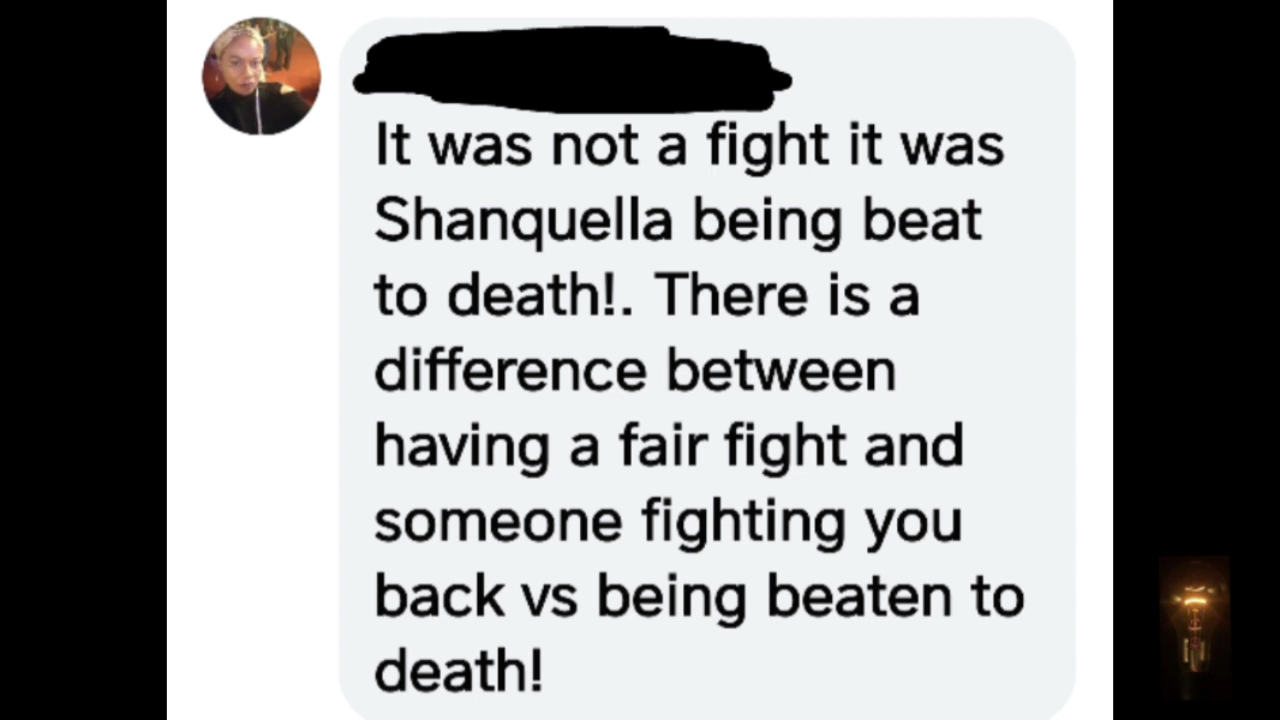 It was not a fight it was
Shanquella being beat
to death!. There is a
difference between
having a fair fight and
someone fighting you
back vs being beaten to
death!